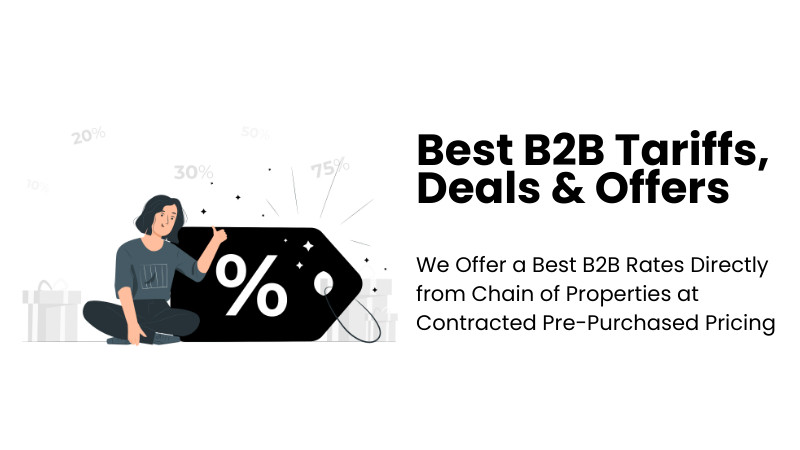 20%
50%
30%
75%
10%
%
Best B2B Tariffs,
Deals & Offers
We Offer a Best B2B Rates Directly
from Chain of Properties at
Contracted Pre-Purchased Pricing